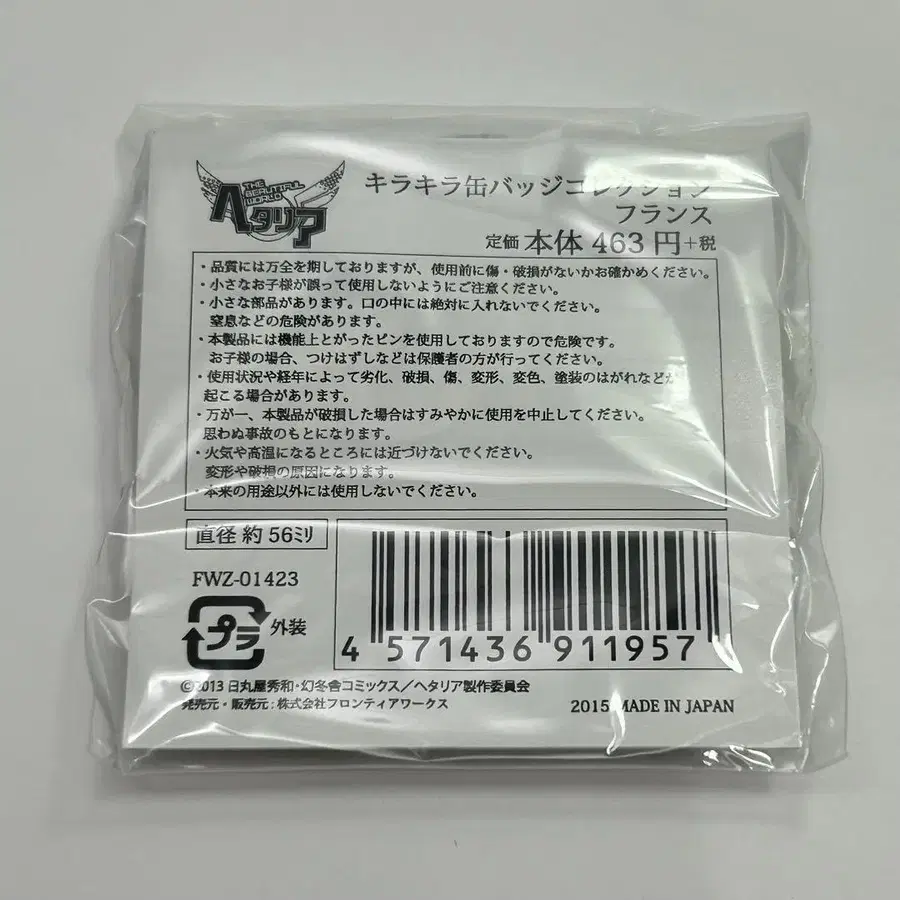 THE
BEAUTIFUL
WORLD
ヘタリア
キラキラ缶バッジコレクション
フランス
定価 本体 463 円+税
・品質には万全を期しておりますが、使用前に傷・破損がないかお確かめください。
・小さなお子様が誤って使用しないようにご注意ください。
・小さな部品があります。口の中には絶対に入れないでください。
窒息などの危険があります。
・本製品には機能上とがったピンを使用しておりますので危険です。
お子様の場合、つけはずしなどは保護者の方が行ってください。
・使用状況や経年によって劣化、破損、傷、変形、変色、塗装のはがれなどが
起こる場合があります。
・万が一、本製品が破損した場合はすみやかに使用を中止してください。
思わぬ事故のもとになります。
・火気や高温になるところには近づけないでください。
変形や破損の原因になります。
・本来の用途以外には使用しないでください。
直径 約 56ミリ
FWZ-01423
プラ 外装
4 571436 911957
©2013 日丸屋秀和・幻冬舎コミックス/ヘタリア製作委員会
発売元・販売元:株式会社フロンティアワークス
2015 MADE IN JAPAN